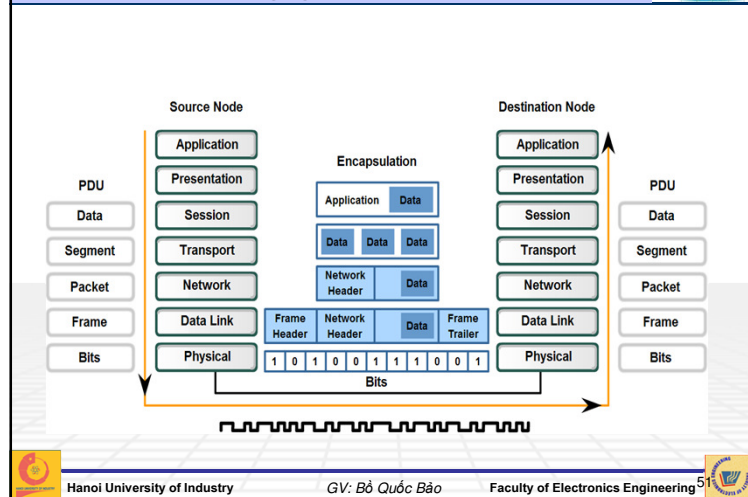 Source Node
Destination Node
Application
Presentation
Session
Transport
Network
Data Link
Physical
PDU
Data
Segment
Packet
Frame
Bits
Encapsulation
Application Data
Data Data Data
Network
Header
Data
Frame
Header
Network
Header
Data
Frame
Trailer
1 0 1 0 0 1 1 1 0 0 1
Bits
Application
Presentation
Session
Transport
Network
Data Link
Physical
PDU
Data
Segment
Packet
Frame
Bits
Hanoi University of Industry GV: Bồ Quốc Bảo Faculty of Electronics Engineering 51